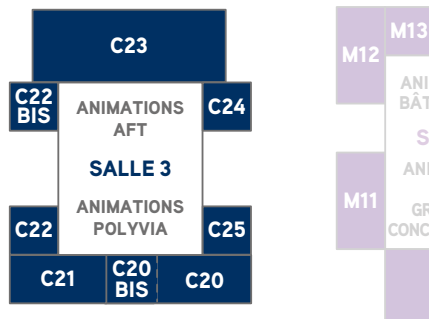 C23
C22
BIS
ANIMATIONS
AFT
C24
SALLE 3
ANIMATIONS
POLYVIA
C22
C25
C21
C20
BIS
C20
M13
M12
M11